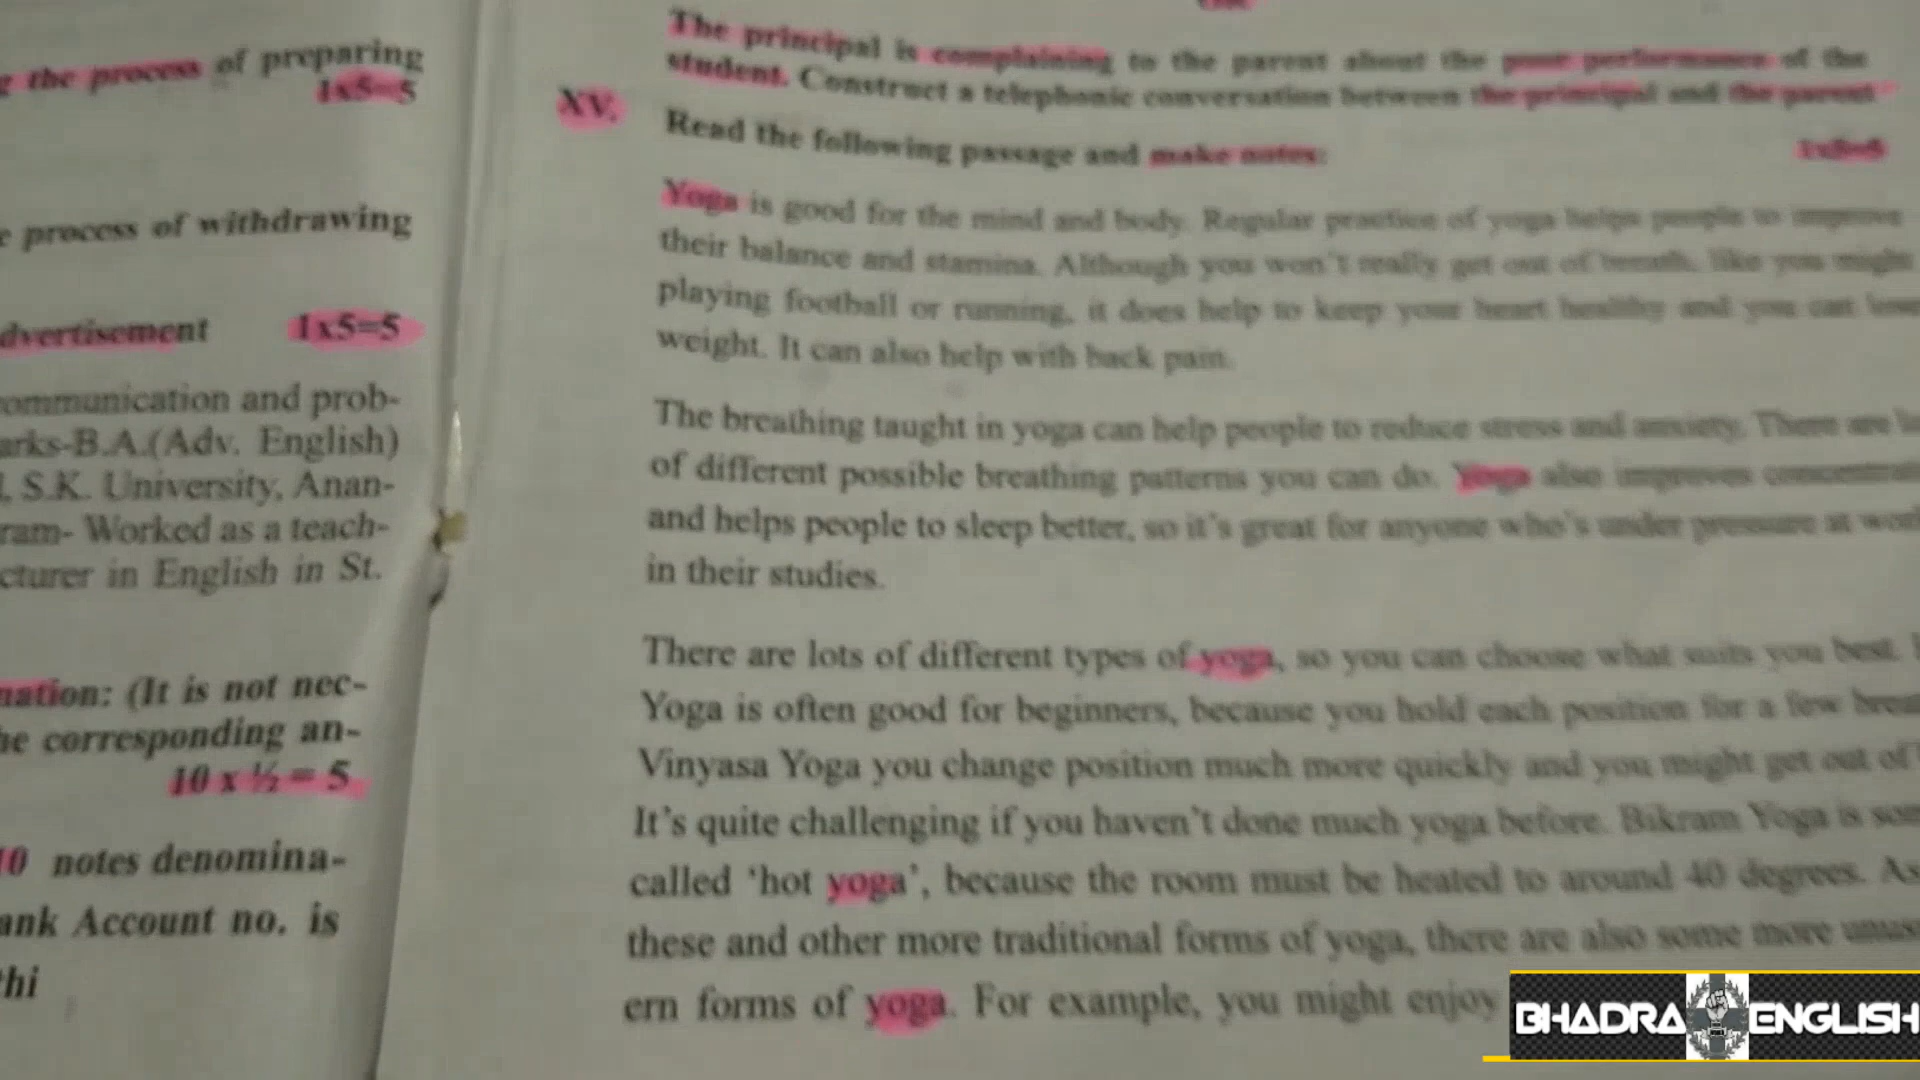 g the process of preparing
1x5=5
e process of withdrawing
dvertisement 1x5=5
ommunication and prob-
arks-B.A.(Adv. English)
S.K. University, Anan-
ram- Worked as a teach-
cturer in English in St.
nation: (It is not nec-
he corresponding an-
10 x ½ = 5
10 notes denomina-
ank Account no. is
thi
The principal is complaining to the parent about the poor performance of the
student. Construct a telephonic conversation between the principal and the parent
XV. Read the following passage and make notes: 1x5=5
Yoga is good for the mind and body. Regular practice of yoga helps people to improve
their balance and stamina. Although you won't really get out of breath, like you might
playing football or running, it does help to keep your heart healthy and you can lose
weight. It can also help with back pain.
The breathing taught in yoga can help people to reduce stress and anxiety. There are
of different possible breathing patterns you can do. Yoga also improves concentrat
and helps people to sleep better, so it's great for anyone who's under pressure at wor
in their studies.
There are lots of different types of yoga, so you can choose what suits you best.
Yoga is often good for beginners, because you hold each position for a few brea
Vinyasa Yoga you change position much more quickly and you might get out of
It's quite challenging if you haven't done much yoga before. Bikram Yoga is som
called 'hot yoga', because the room must be heated to around 40 degrees. As
these and other more traditional forms of yoga, there are also some more unus
ern forms of yoga. For example, you might enjoy
BHADRA ENGLISH